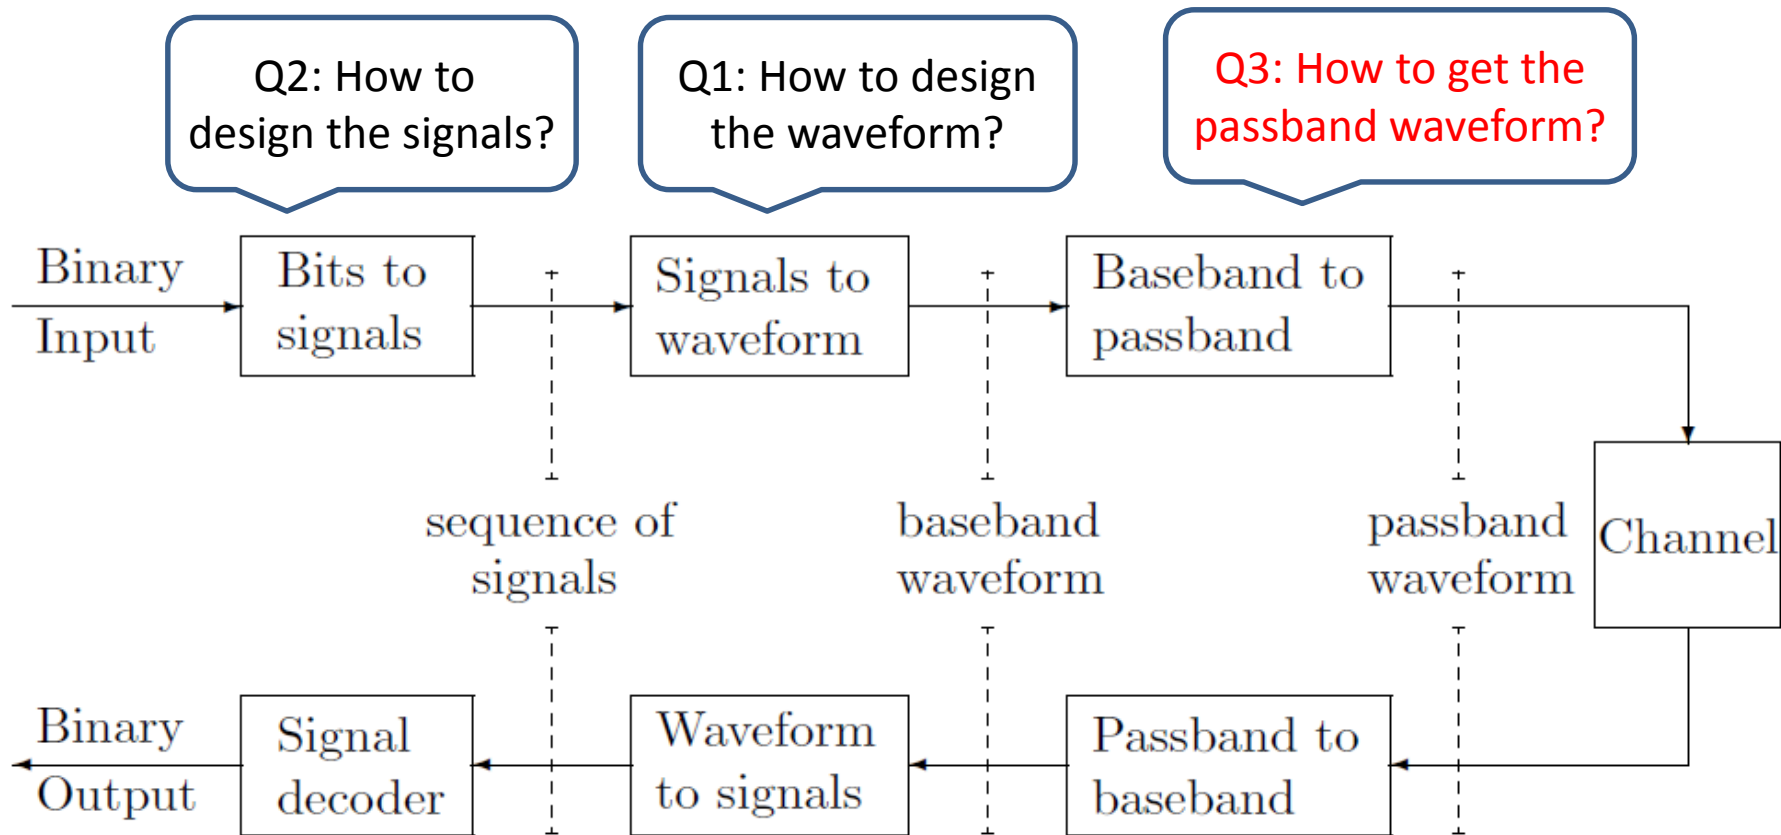 Q2: How to
design the signals?
Q1: How to design
the waveform?
Q3: How to get the
passband waveform?
Binary
Input
Bits to
signals
Signals to
waveform
Baseband to
passband
sequence of
signals
baseband
waveform
passband
waveform
Channel
Binary
Output
Signal
decoder
Waveform
to signals
Passband to
baseband